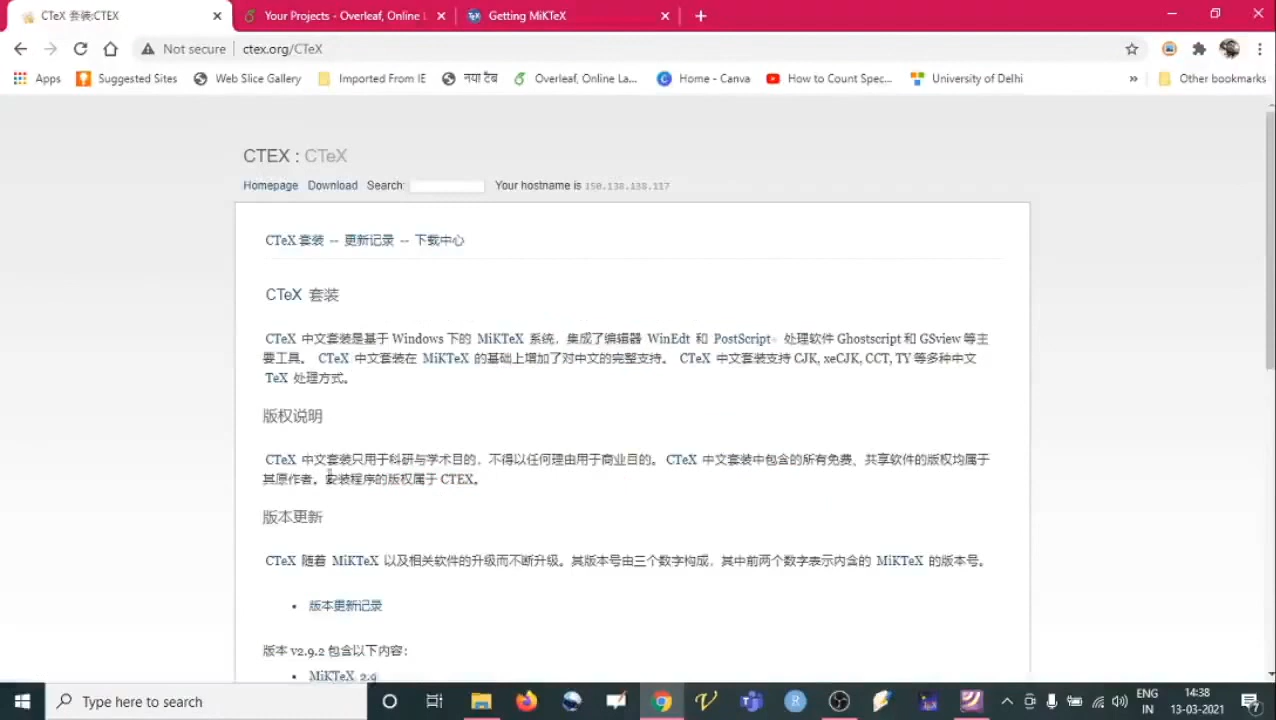 CTeX 套装:CTEX
Your Projects - Overleaf, Online L
Getting MiKTeX
Not secure
ctex.org/CTeX
Apps
Suggested Sites
Web Slice Gallery
Imported From IE
नया टैब
Overleaf, Online La...
Home - Canva
How to Count Spec...
University of Delhi
»
Other bookmarks
CTEX : CTeX
Homepage Download Search: Your hostname is 150.138.138.117
CTeX 套装 -- 更新记录 -- 下载中心
CTeX 套装
CTeX 中文套装是基于 Windows 下的 MiKTeX 系统，集成了编辑器 WinEdt 和 PostScript 处理软件 Ghostscript 和 GSview 等主
要工具。 CTeX 中文套装在 MiKTeX 的基础上增加了对中文的完整支持。 CTeX 中文套装支持 CJK, xeCJK, CCT, TY 等多种中文
TeX 处理方式。
版权说明
CTeX 中文套装只用于科研与学术目的，不得以任何理由用于商业目的。 CTeX 中文套装中包含的所有免费、共享软件的版权均属于
其原作者。安装程序的版权属于 CTEX。
版本更新
CTeX 随着 MiKTeX 以及相关软件的升级而不断升级。其版本号由三个数字构成，其中前两个数字表示内含的 MiKTeX 的版本号。
• 版本更新记录
版本 v2.9.2 包含以下内容：
• MiKTeX 2.9
Type here to search
ENG
IN
14:38
13-03-2021